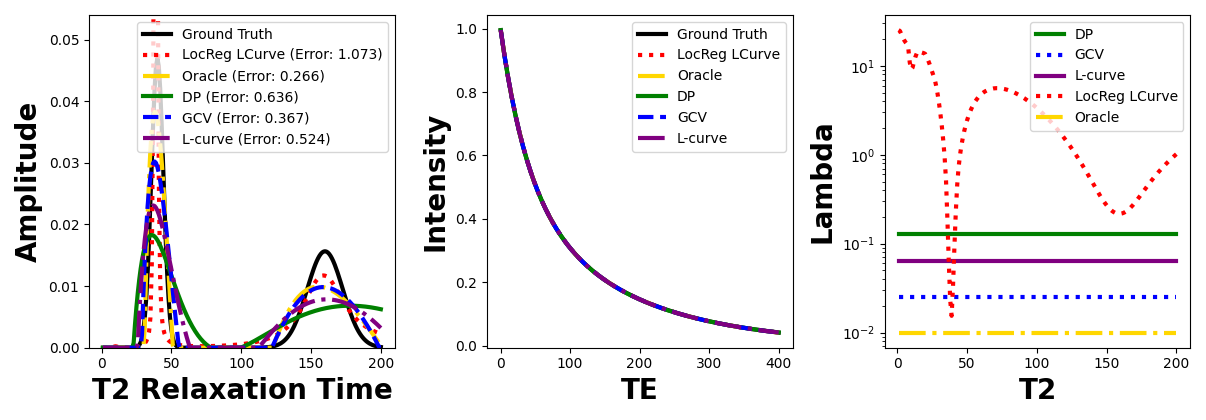 Amplitude
0.05
0.04
0.03
0.02
0.01
0.00
Ground Truth
LocReg LCurve (Error: 1.073)
Oracle (Error: 0.266)
DP (Error: 0.636)
GCV (Error: 0.367)
L-curve (Error: 0.524)
0 50 100 150 200
T2 Relaxation Time
Intensity
1.0
0.8
0.6
0.4
0.2
0.0
Ground Truth
LocReg LCurve
Oracle
DP
GCV
L-curve
0 100 200 300 400
TE
Lambda
10¹
10⁰
10⁻¹
10⁻²
DP
GCV
L-curve
LocReg LCurve
Oracle
0 50 100 150 200
T2